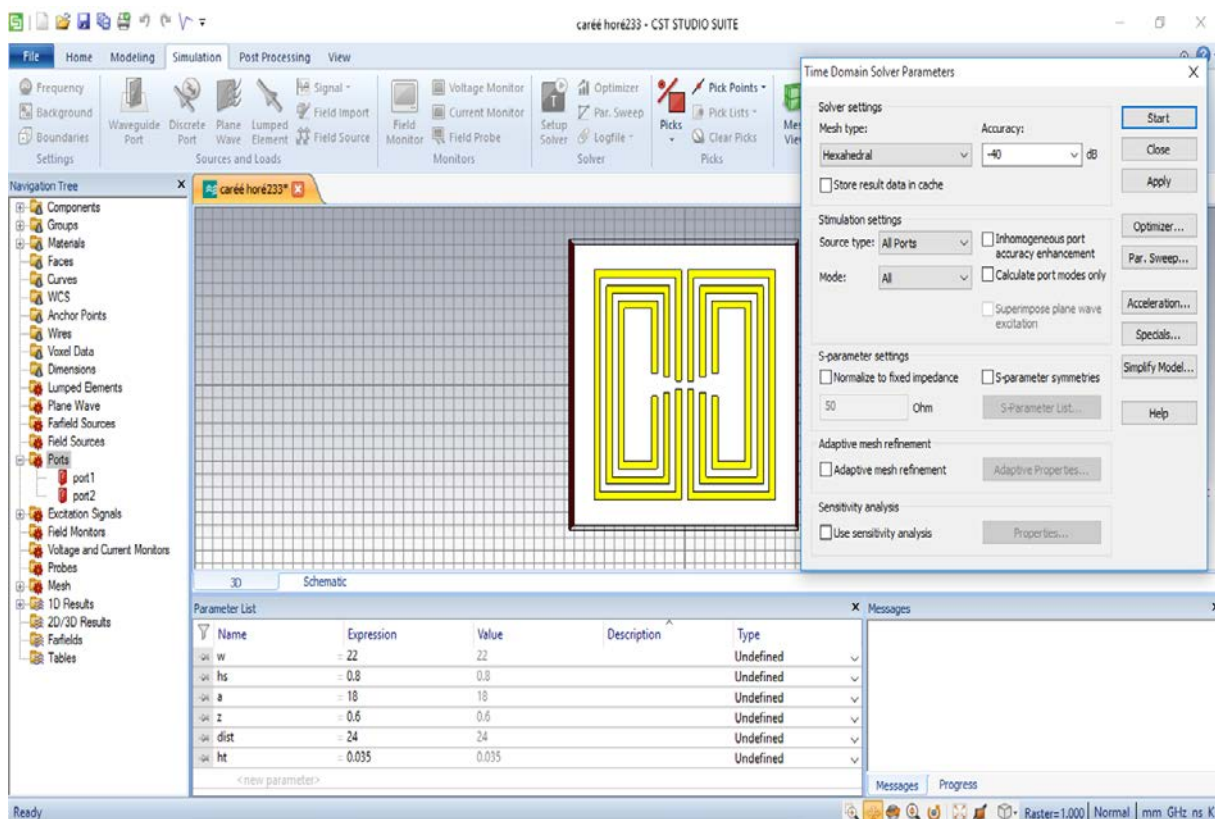 caréé horé233 - CST STUDIO SUITE
File Home Modeling Simulation Post Processing View
Frequency
Background
Boundaries
Settings
Waveguide Port
Discrete Port
Plane Wave
Lumped Element
Signal
Field Import
Field Source
Sources and Loads
Field Monitor
Voltage Monitor
Current Monitor
Field Probe
Monitors
Setup Solver
Optimizer
Par. Sweep
Logfile
Solver
Picks
Pick Points
Pick Lists
Clear Picks
Picks
Navigation Tree X
Components
Groups
Materials
Faces
Curves
WCS
Anchor Points
Wires
Voxel Data
Dimensions
Lumped Elements
Plane Wave
Farfield Sources
Field Sources
Ports
port1
port2
Excitation Signals
Field Monitors
Voltage and Current Monitors
Probes
Mesh
1D Results
2D/3D Results
Farfields
Tables
caréé horé233*
3D Schematic
Time Domain Solver Parameters X
Solver settings
Mesh type: Accuracy:
Hexahedral -40 dB
Store result data in cache
Stimulation settings
Source type: All Ports
Mode: All
Inhomogeneous port
accuracy enhancement
Calculate port modes only
Superimpose plane wave
excitation
S-parameter settings
Normalize to fixed impedance S-parameter symmetries
50 Ohm S-Parameter List...
Adaptive mesh refinement
Adaptive mesh refinement Adaptive Properties...
Sensitivity analysis
Use sensitivity analysis Properties...
Start
Close
Apply
Optimizer...
Par. Sweep...
Acceleration...
Specials...
Simplify Model...
Help
Parameter List X
Name Expression Value Description Type
w = 22 22 Undefined
hs = 0.8 0.8 Undefined
a = 18 18 Undefined
z = 0.6 0.6 Undefined
dist = 24 24 Undefined
ht = 0.035 0.035 Undefined
<new parameter>
Messages
Messages Progress
Ready
Raster=1.000 Normal mm GHz ns K